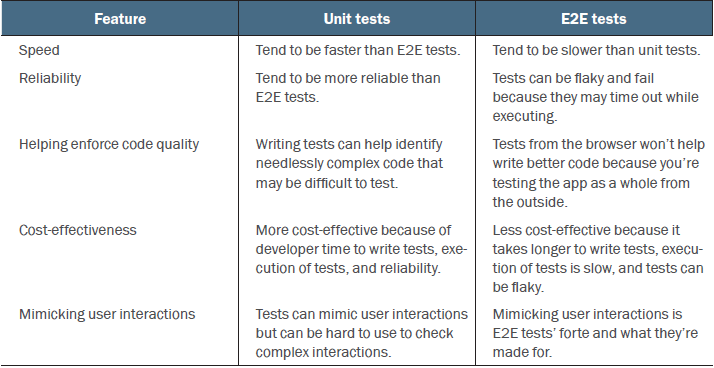 Feature Unit tests E2E tests
Speed Tend to be faster than E2E tests. Tend to be slower than unit tests.
Reliability Tend to be more reliable than Tests can be flaky and fail
E2E tests. because they may time out while
executing.
Helping enforce code quality Writing tests can help identify Tests from the browser won't help
needlessly complex code that write better code because you're
may be difficult to test. testing the app as a whole from
the outside.
Cost-effectiveness More cost-effective because of Less cost-effective because it
developer time to write tests, exe- takes longer to write tests, execu-
cution of tests, and reliability. tion of tests is slow, and tests can
be flaky.
Mimicking user interactions Tests can mimic user interactions Mimicking user interactions is
but can be hard to use to check E2E tests' forte and what they're
complex interactions. made for.